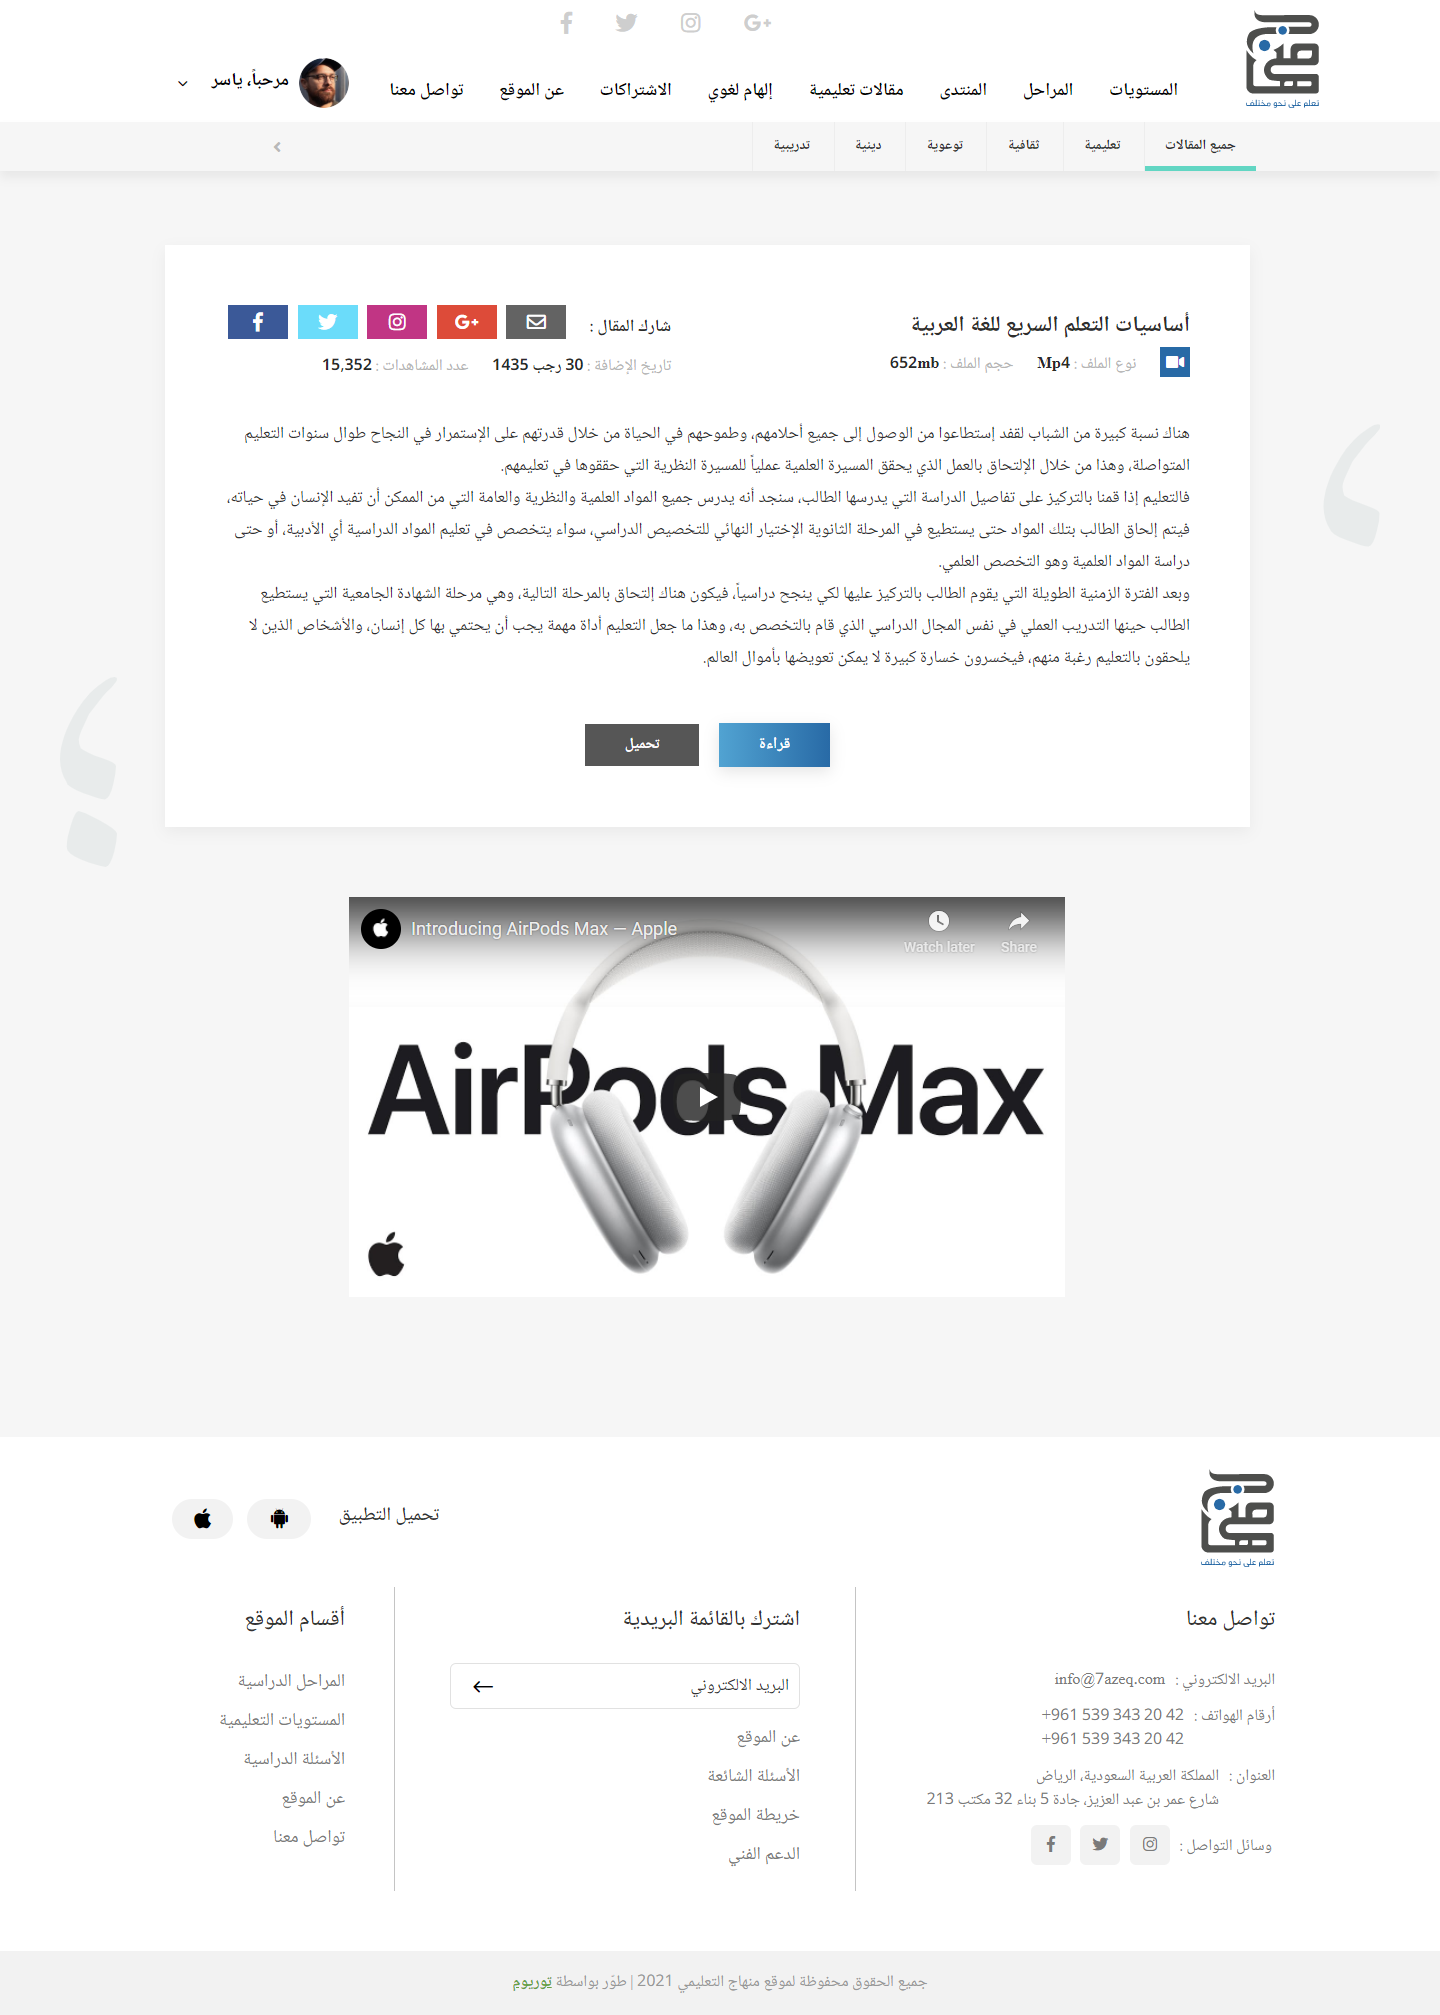 تعلم على نحو مختلف
المستويات
المراحل
المنتدى
مقالات تعليمية
إلهام لغوي
الاشتراكات
عن الموقع
تواصل معنا
مرحباً، ياسر
جميع المقالات
تعليمية
ثقافية
توعوية
دينية
تدريبية
أساسيات التعلم السريع للغة العربية
نوع الملف : Mp4
حجم الملف : 652mb
شارك المقال :
تاريخ الإضافة : 30 رجب 1435
عدد المشاهدات : 15,352
هناك نسبة كبيرة من الشباب لقفد إستطاعوا من الوصول إلى جميع أحلامهم، وطموحهم في الحياة من خلال قدرتهم على الإستمرار في النجاح طوال سنوات التعليم
المتواصلة، وهذا من خلال الإلتحاق بالعمل الذي يحقق المسيرة العلمية عملياً للمسيرة النظرية التي حققوها في تعليمهم.
فالتعليم إذا قمنا بالتركيز على تفاصيل الدراسة التي يدرسها الطالب، سنجد أنه يدرس جميع المواد العلمية والنظرية والعامة التي من الممكن أن تفيد الإنسان في حياته،
فيتم إلحاق الطالب بتلك المواد حتى يستطيع في المرحلة الثانوية الإختيار النهائي للتخصيص الدراسي، سواء يتخصص في تعليم المواد الدراسية أي الأدبية، أو حتى
دراسة المواد العلمية وهو التخصص العلمي.
وبعد الفترة الزمنية الطويلة التي يقوم الطالب بالتركيز عليها لكي ينجح دراسياً، فيكون هناك إلتحاق بالمرحلة التالية، وهي مرحلة الشهادة الجامعية التي يستطيع
الطالب حينها التدريب العملي في نفس المجال الدراسي الذي قام بالتخصص به، وهذا ما جعل التعليم أداة مهمة يجب أن يحتمي بها كل إنسان، والأشخاص الذين لا
يلحقون بالتعليم رغبة منهم، فيخسرون خسارة كبيرة لا يمكن تعويضها بأموال العالم.
قراءة
تحميل
Introducing AirPods Max — Apple
Watch later
Share
AirPods Max
تعلم على نحو مختلف
تحميل التطبيق
تواصل معنا
البريد الالكتروني : info@7azeq.com
أرقام الهواتف : +961 539 343 20 42
+961 539 343 20 42
العنوان : المملكة العربية السعودية، الرياض
شارع عمر بن عبد العزيز، جادة 5 بناء 32 مكتب 213
وسائل التواصل :
اشترك بالقائمة البريدية
البريد الالكتروني
عن الموقع
الأسئلة الشائعة
خريطة الموقع
الدعم الفني
أقسام الموقع
المراحل الدراسية
المستويات التعليمية
الأسئلة الدراسية
عن الموقع
تواصل معنا
جميع الحقوق محفوظة لموقع منهاج التعليمي 2021 | طوّر بواسطة توريوم